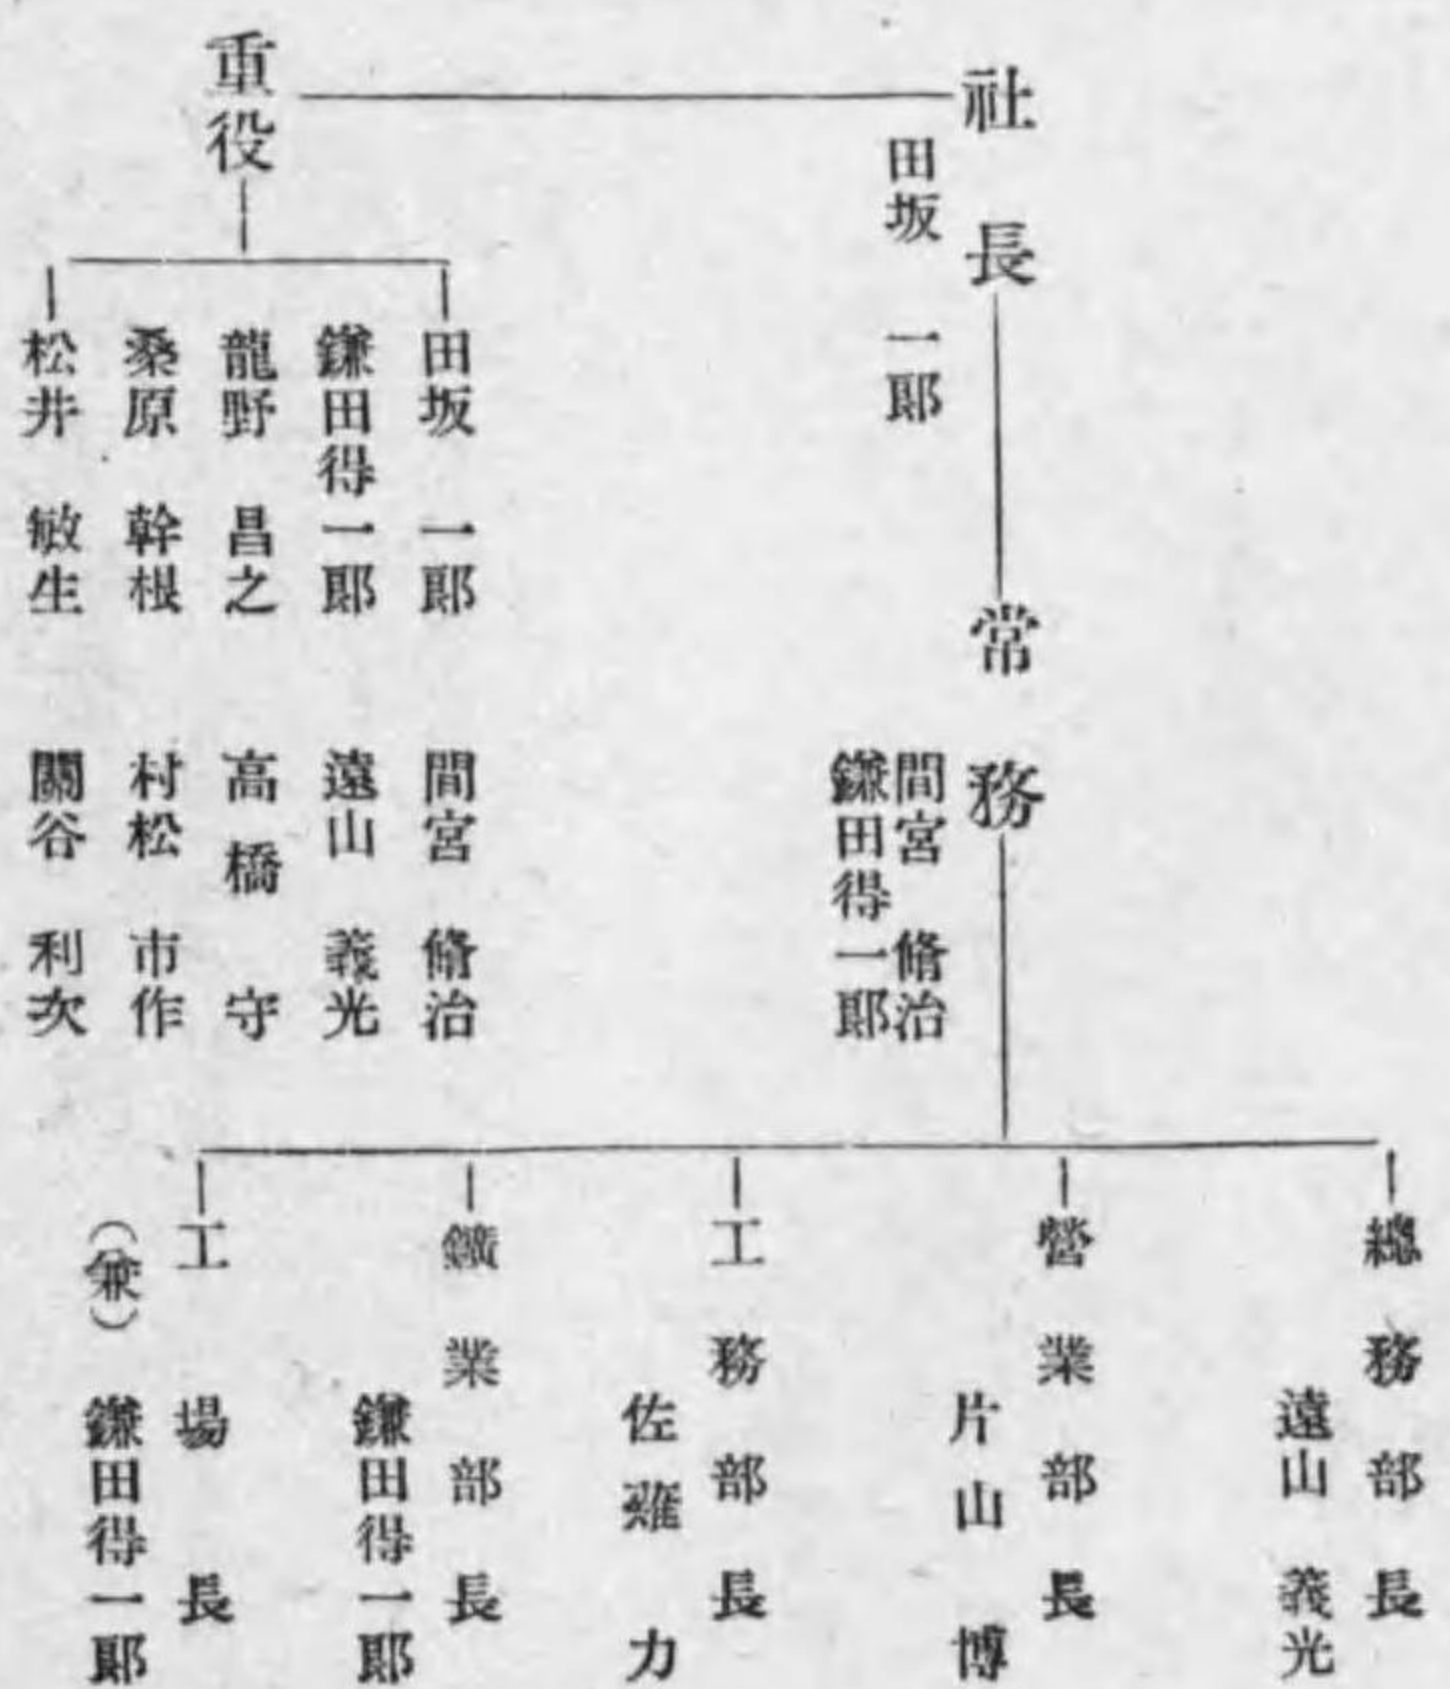 社長
田坂 一郎
常務
間宮 脩治
鎌田得一郎
總務部長
遠山 義光
營業部長
片山 博
工務部長
佐 力
鑛業部長
鎌田得一郎
工場長
(兼) 鎌田得一郎
重役
田坂 一郎
間宮 脩治
鎌田得一郎
遠山 義光
龍野 昌之
高橋 守
桑原 幹根
村松 市作
松井 敏生
關谷 利次